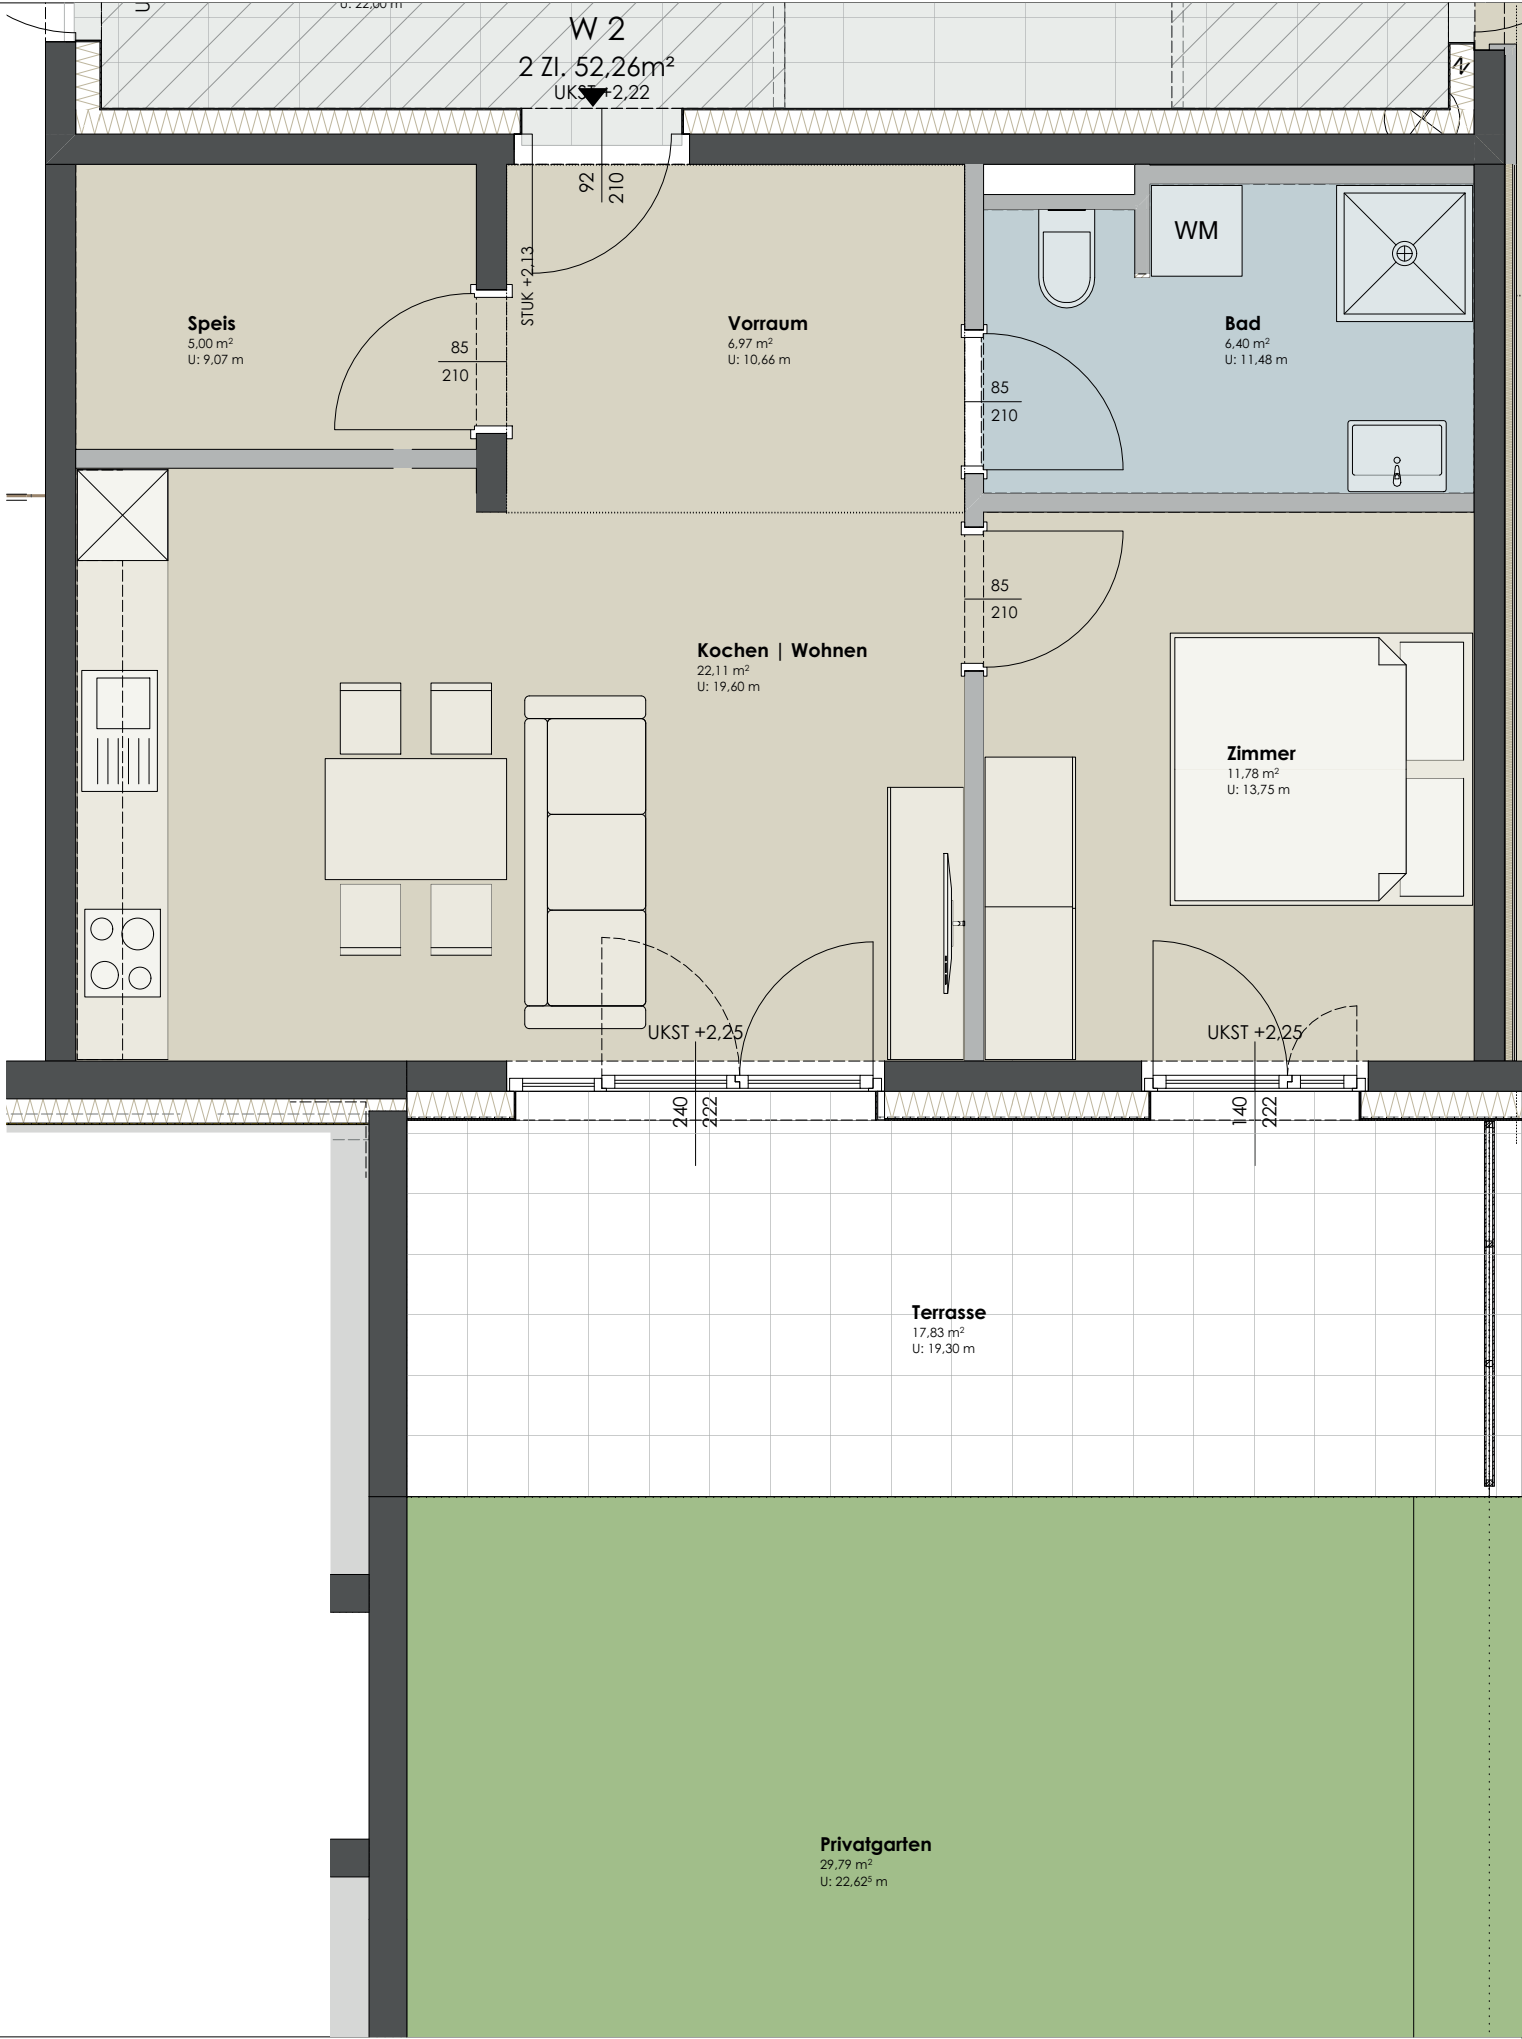 U: 22,00 m
W 2
2 ZI. 52,26m²
UKST +2,22
92
210
STUK +2,13
WM
N
Speis
5,00 m²
U: 9,07 m
85
210
Vorraum
6,97 m²
U: 10,66 m
Bad
6,40 m²
U: 11,48 m
85
210
85
210
Kochen | Wohnen
22,11 m²
U: 19,60 m
Zimmer
11,78 m²
U: 13,75 m
UKST +2,25
UKST +2,25
240
222
140
222
Terrasse
17,83 m²
U: 19,30 m
Privatgarten
29,79 m²
U: 22,62⁵ m